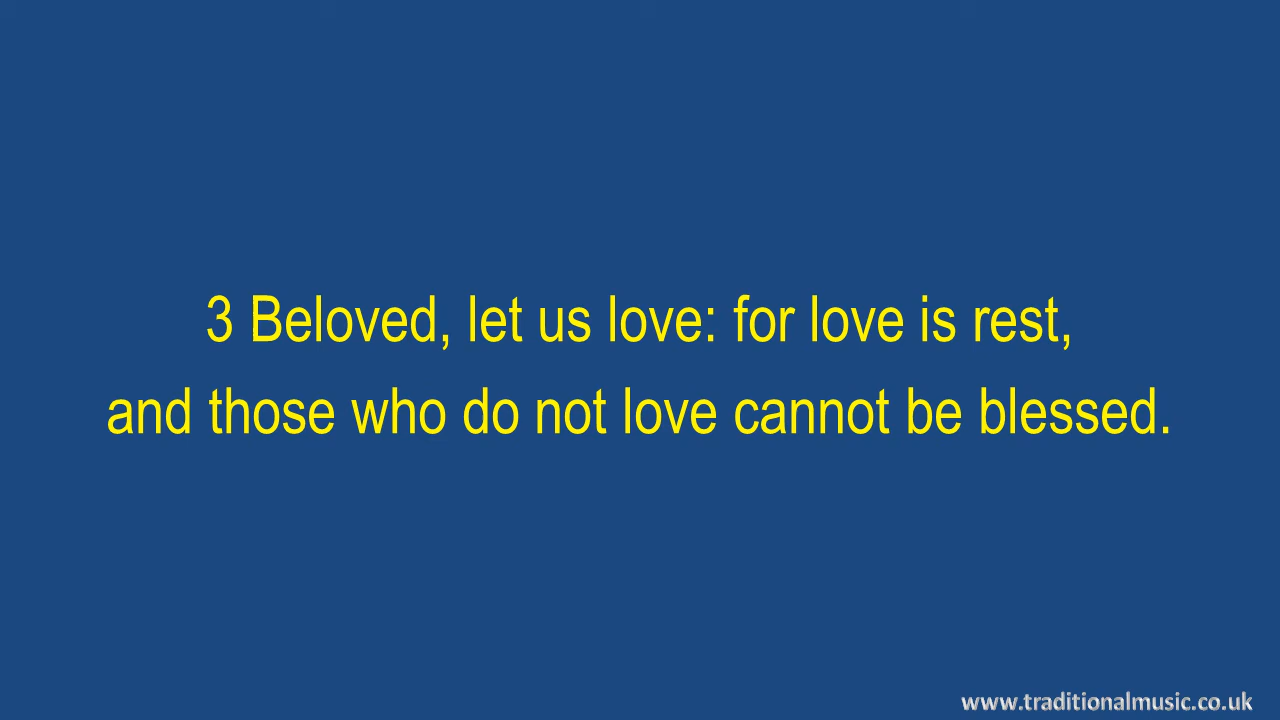 3 Beloved, let us love: for love is rest,
and those who do not love cannot be blessed.
www.traditionalmusic.co.uk